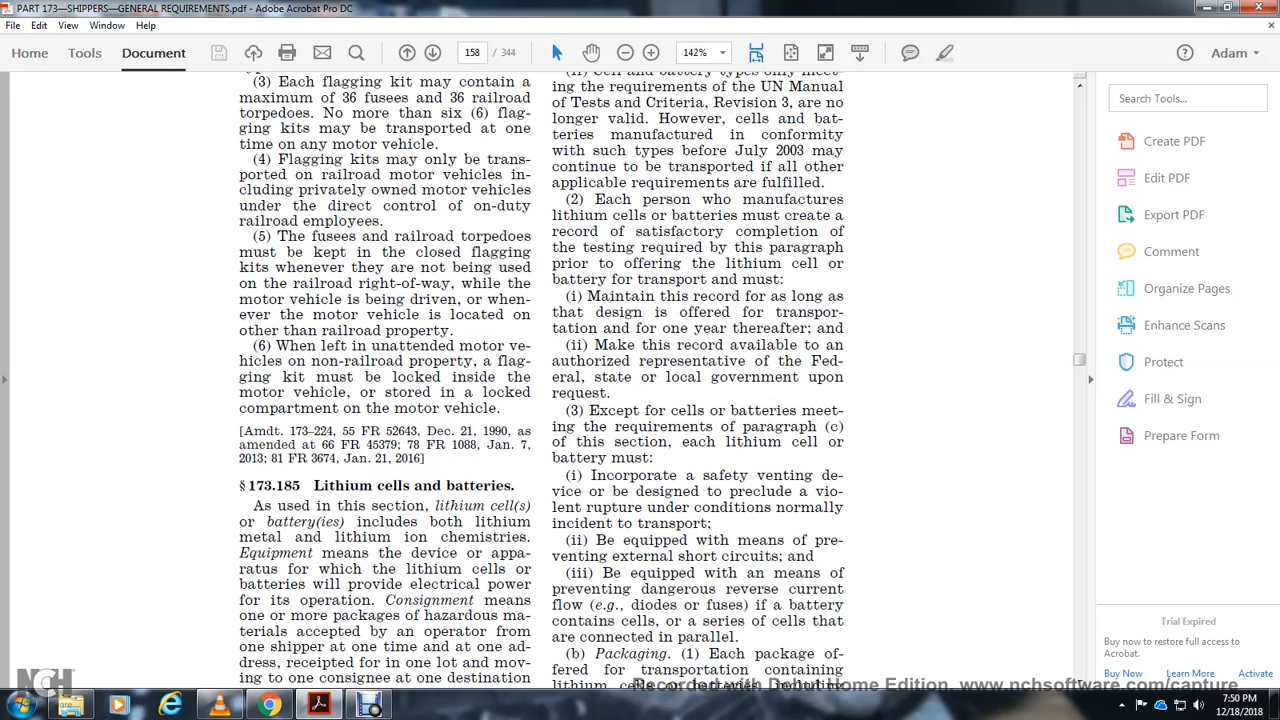 PART 173—SHIPPERS—GENERAL REQUIREMENTS.pdf - Adobe Acrobat Pro DC
File Edit View Window Help
Home Tools Document
158 / 344
142%
Adam
(3) Each flagging kit may contain a
maximum of 36 fusees and 36 railroad
torpedoes. No more than six (6) flag-
ging kits may be transported at one
time on any motor vehicle.
(4) Flagging kits may only be trans-
ported on railroad motor vehicles in-
cluding privately owned motor vehicles
under the direct control of on-duty
railroad employees.
(5) The fusees and railroad torpedoes
must be kept in the closed flagging
kits whenever they are not being used
on the railroad right-of-way, while the
motor vehicle is being driven, or when-
ever the motor vehicle is located on
other than railroad property.
(6) When left in unattended motor ve-
hicles on non-railroad property, a flag-
ging kit must be locked inside the
motor vehicle, or stored in a locked
compartment on the motor vehicle.
[Amdt. 173–224, 55 FR 52643, Dec. 21, 1990, as
amended at 66 FR 45379; 78 FR 1088, Jan. 7,
2013; 81 FR 3674, Jan. 21, 2016]
§ 173.185 Lithium cells and batteries.
As used in this section, lithium cell(s)
or battery(ies) includes both lithium
metal and lithium ion chemistries.
Equipment means the device or appa-
ratus for which the lithium cells or
batteries will provide electrical power
for its operation. Consignment means
one or more packages of hazardous ma-
terials accepted by an operator from
one shipper at one time and at one ad-
dress, receipted for in one lot and mov-
ing to one consignee at one destination
(ii) Cell and battery types only meet-
ing the requirements of the UN Manual
of Tests and Criteria, Revision 3, are no
longer valid. However, cells and bat-
teries manufactured in conformity
with such types before July 2003 may
continue to be transported if all other
applicable requirements are fulfilled.
(2) Each person who manufactures
lithium cells or batteries must create a
record of satisfactory completion of
the testing required by this paragraph
prior to offering the lithium cell or
battery for transport and must:
(i) Maintain this record for as long as
that design is offered for transpor-
tation and for one year thereafter; and
(ii) Make this record available to an
authorized representative of the Fed-
eral, state or local government upon
request.
(3) Except for cells or batteries meet-
ing the requirements of paragraph (c)
of this section, each lithium cell or
battery must:
(i) Incorporate a safety venting de-
vice or be designed to preclude a vio-
lent rupture under conditions normally
incident to transport;
(ii) Be equipped with means of pre-
venting external short circuits; and
(iii) Be equipped with an means of
preventing dangerous reverse current
flow (e.g., diodes or fuses) if a battery
contains cells, or a series of cells that
are connected in parallel.
(b) Packaging. (1) Each package of-
fered for transportation containing
lithium cells or batteries, including
Search Tools...
Create PDF
Edit PDF
Export PDF
Comment
Organize Pages
Enhance Scans
Protect
Fill & Sign
Prepare Form
Trial Expired
Buy now to restore full access to
Acrobat.
Buy Now Learn More Activate
NCH
Recorded with Debut Home Edition. www.nchsoftware.com/capture
7:50 PM
12/18/2018